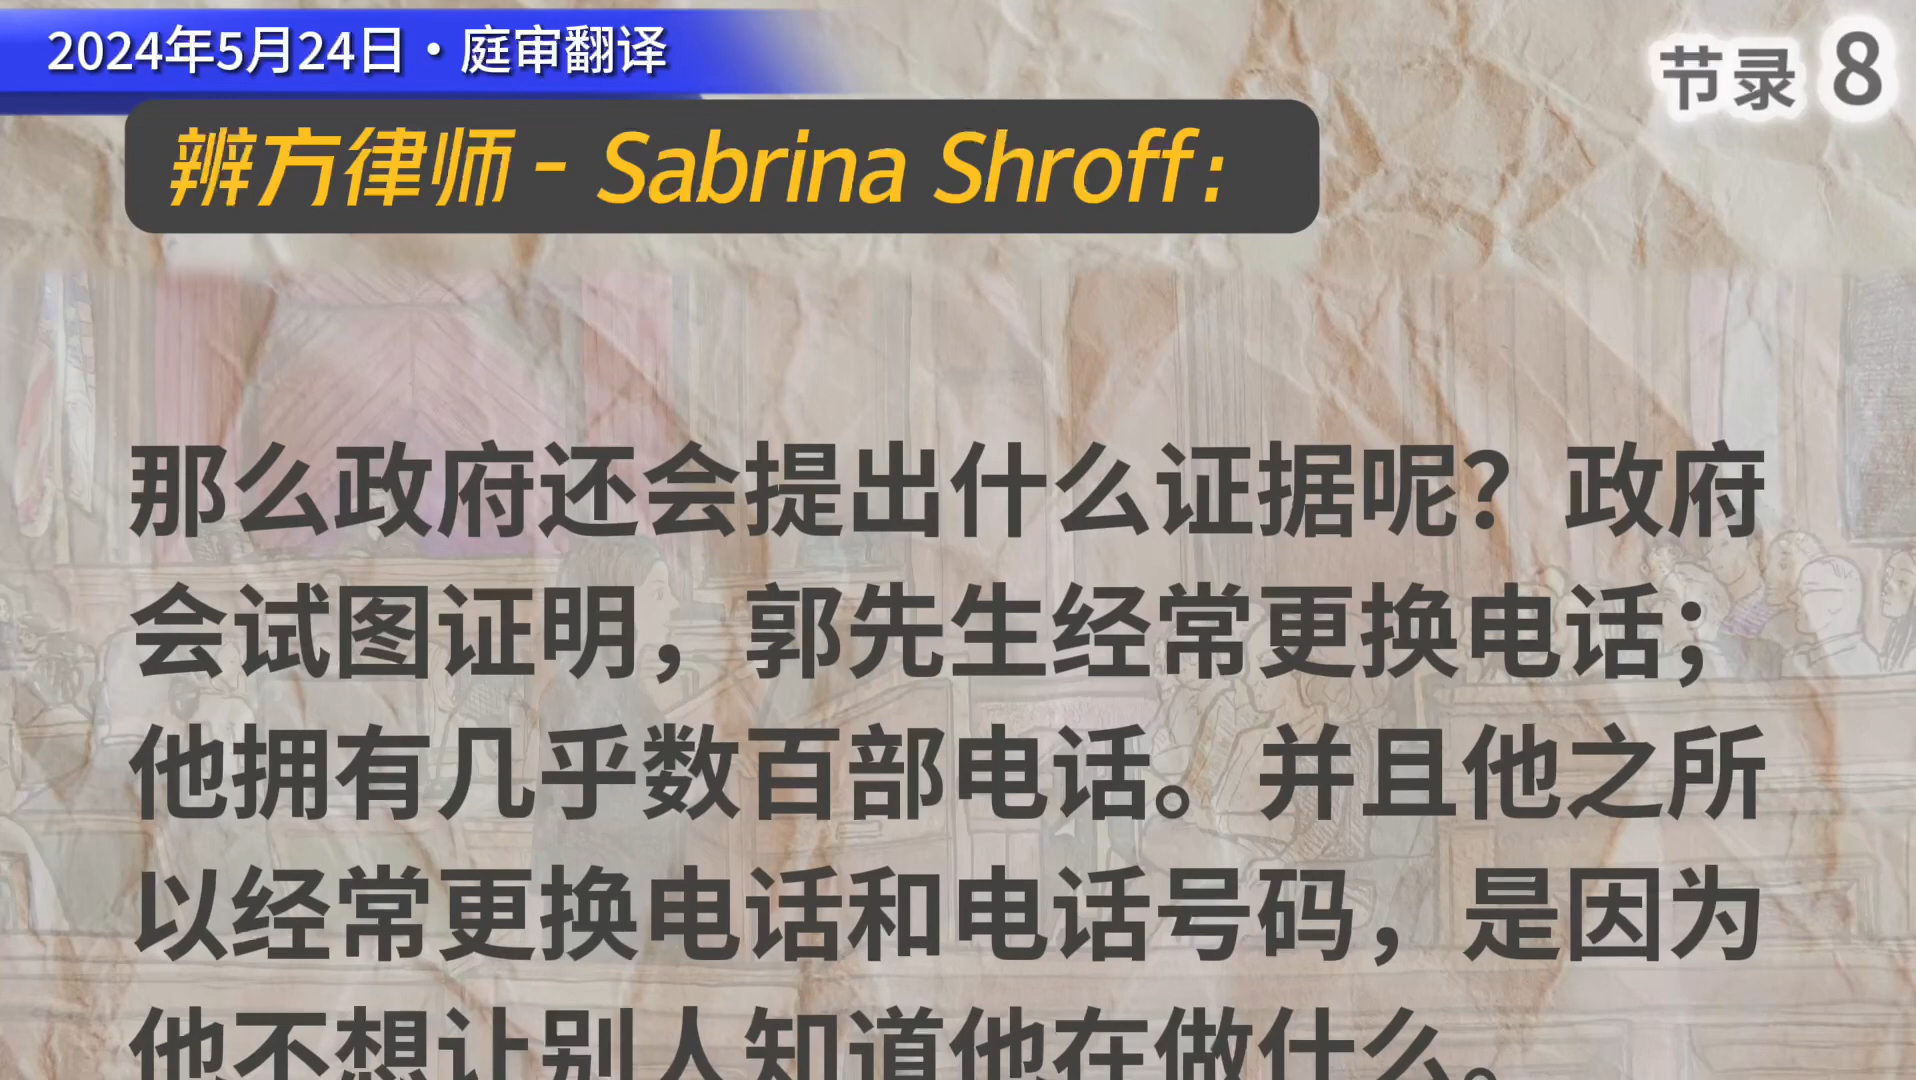 2024年5月24日·庭审翻译
节录 8
辨方律师 - Sabrina Shroff：
那么政府还会提出什么证据呢？政府
会试图证明，郭先生经常更换电话；
他拥有几乎数百部电话。并且他之所
以经常更换电话和电话号码，是因为
他不想让别人知道他在做什么。